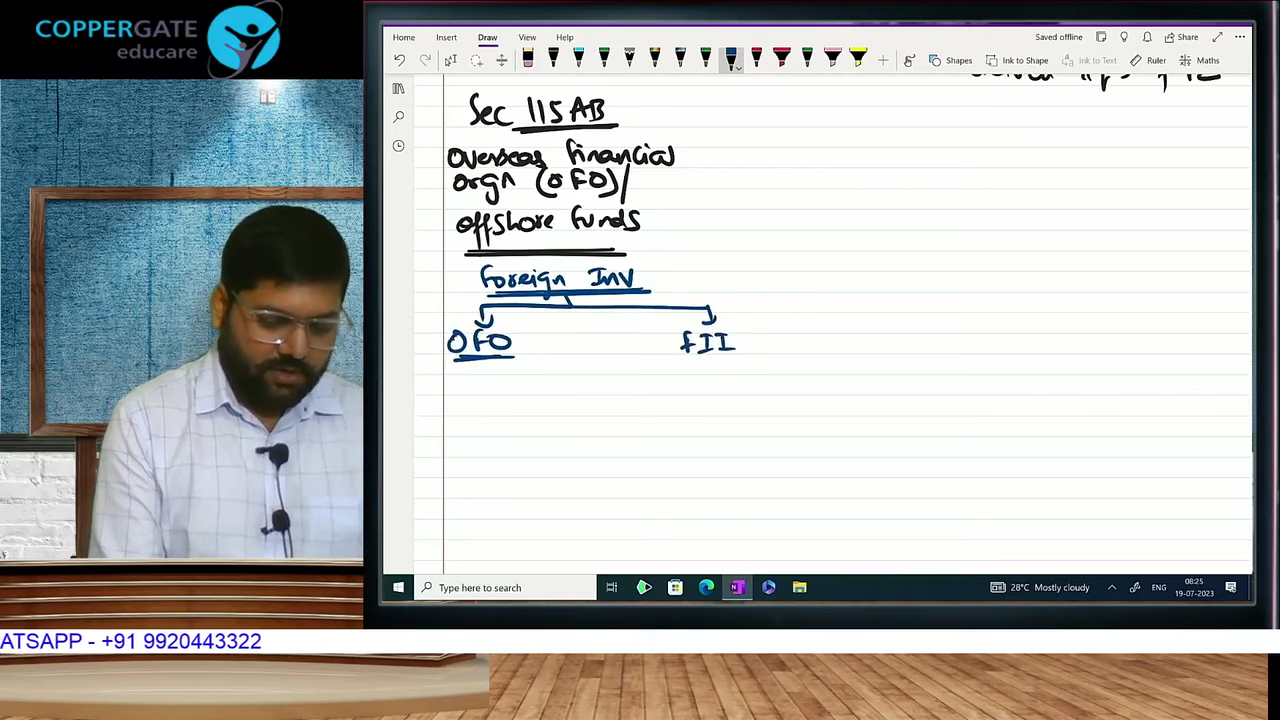 COPPERGATE
educare
Home Insert Draw View Help
Saved offline
Share
Shapes
Ink to Shape
Ink to Text
Ruler
Maths
Sec 115AB
Overseas Financial
orgn (OFO)/
offshore funds
Foreign Inv
OFO
FII
Type here to search
28°C Mostly cloudy
ENG
08:25
19-07-2023
ATSAPP - +91 9920443322